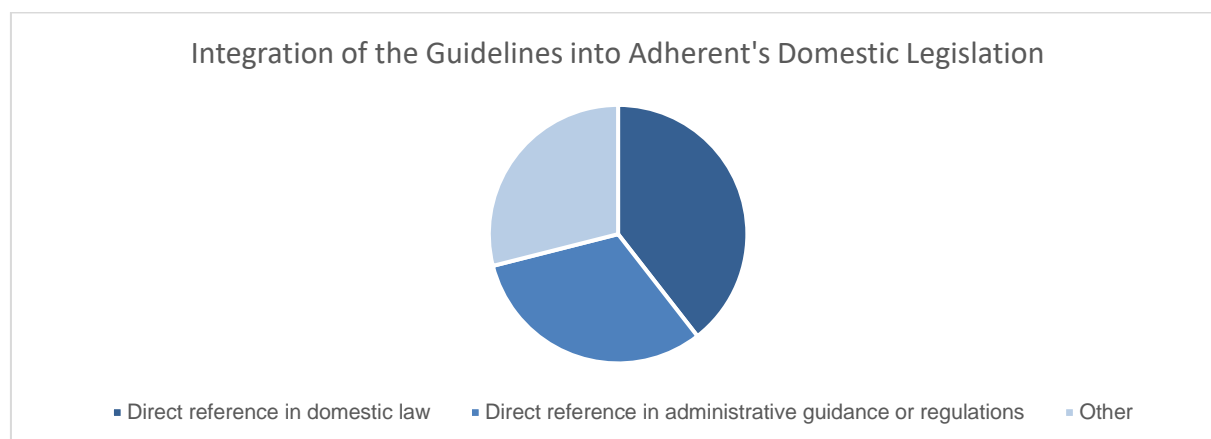 Integration of the Guidelines into Adherent's Domestic Legislation
Direct reference in domestic law Direct reference in administrative guidance or regulations Other